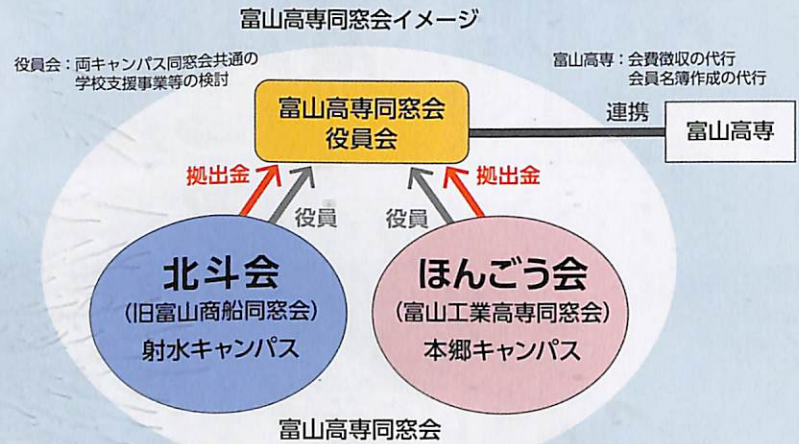 富山高専同窓会イメージ
役員会：両キャンパス同窓会共通の
学校支援事業等の検討
富山高専：会費徴収の代行
会員名簿作成の代行
富山高専同窓会
役員会
連携
富山高専
拠出金
役員
役員
拠出金
北斗会
(旧富山商船同窓会)
射水キャンパス
ほんごう会
(富山工業高専同窓会)
本郷キャンパス
富山高専同窓会